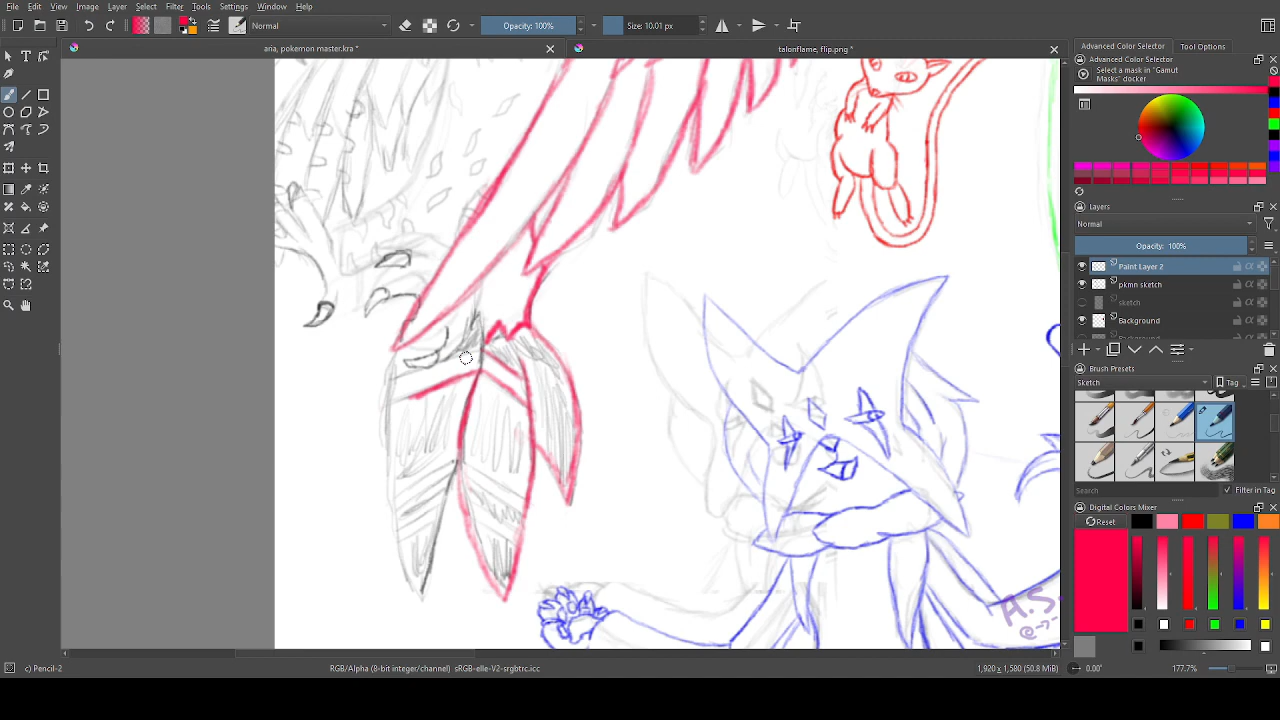 File Edit View Image Layer Select Filter Tools Settings Window Help
Normal Opacity: 100% Size: 10.01 px
aria, pokemon master.kra * talonflame, flip.png *
Advanced Color Selector Tool Options
Advanced Color Selector
Select a mask in "Gamut
Masks" docker
Layers
Normal
Opacity: 100%
Paint Layer 2
pkmn sketch
sketch
Background
Background
Brush Presets
Sketch Tag
Search Filter in Tag
Digital Colors Mixer
Reset
A.S.
Pencil-2 RGB/Alpha (8-bit integer/channel) sRGB-elle-V2-srgbtrc.icc 1,920 x 1,580 (50.8 MiB) 0.00° 177.7%